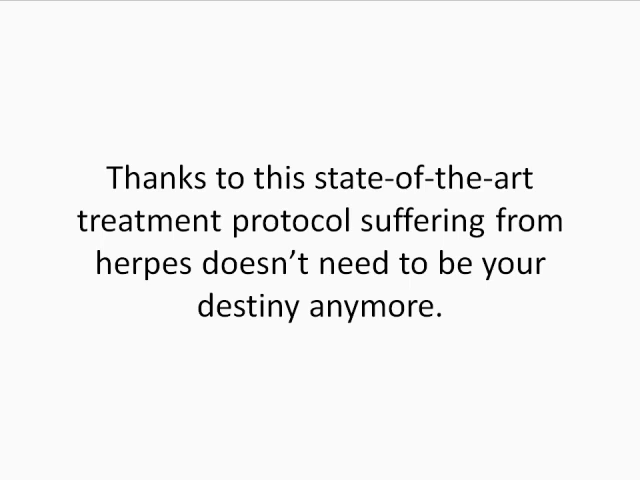 Thanks to this state-of-the-art
treatment protocol suffering from
herpes doesn’t need to be your
destiny anymore.